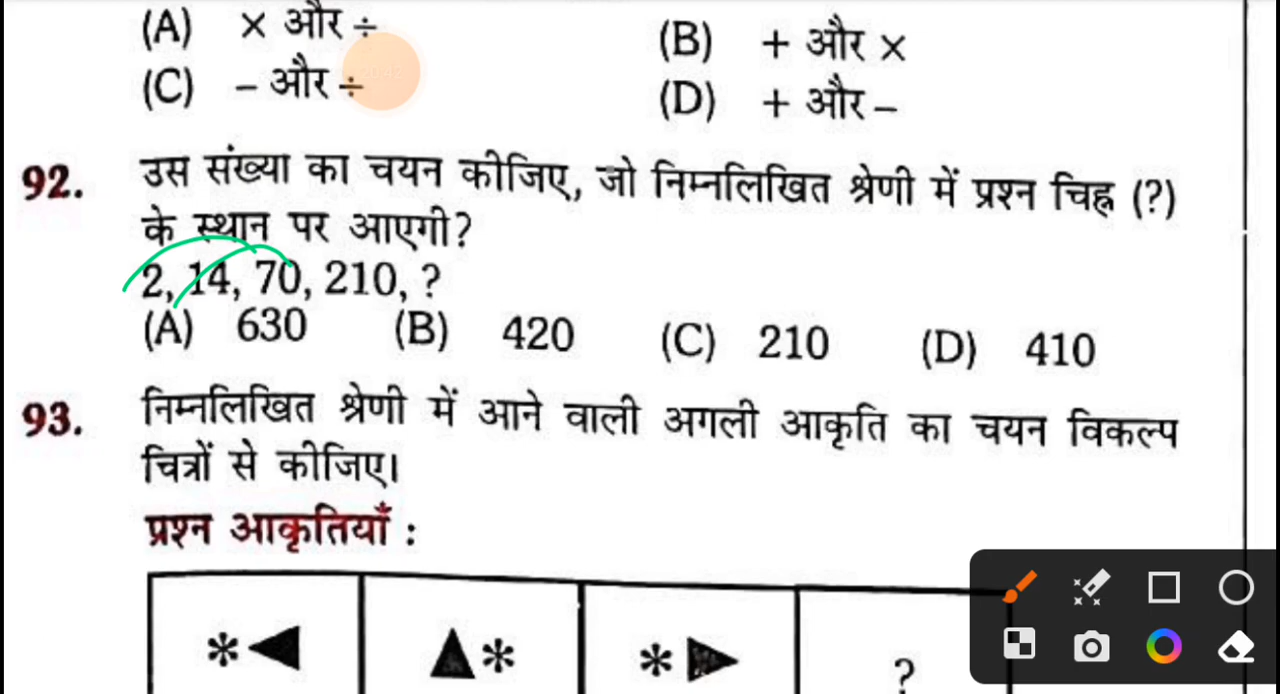 (A) × और ÷ (B) + और ×
(C) – और ÷ (D) + और –
92. उस संख्या का चयन कीजिए, जो निम्नलिखित श्रेणी में प्रश्न चिह्न (?)
के स्थान पर आएगी?
2, 14, 70, 210, ?
(A) 630 (B) 420 (C) 210 (D) 410
93. निम्नलिखित श्रेणी में आने वाली अगली आकृति का चयन विकल्प
चित्रों से कीजिए।
प्रश्न आकृतियाँ :
*◀ ▲* *▶ ?